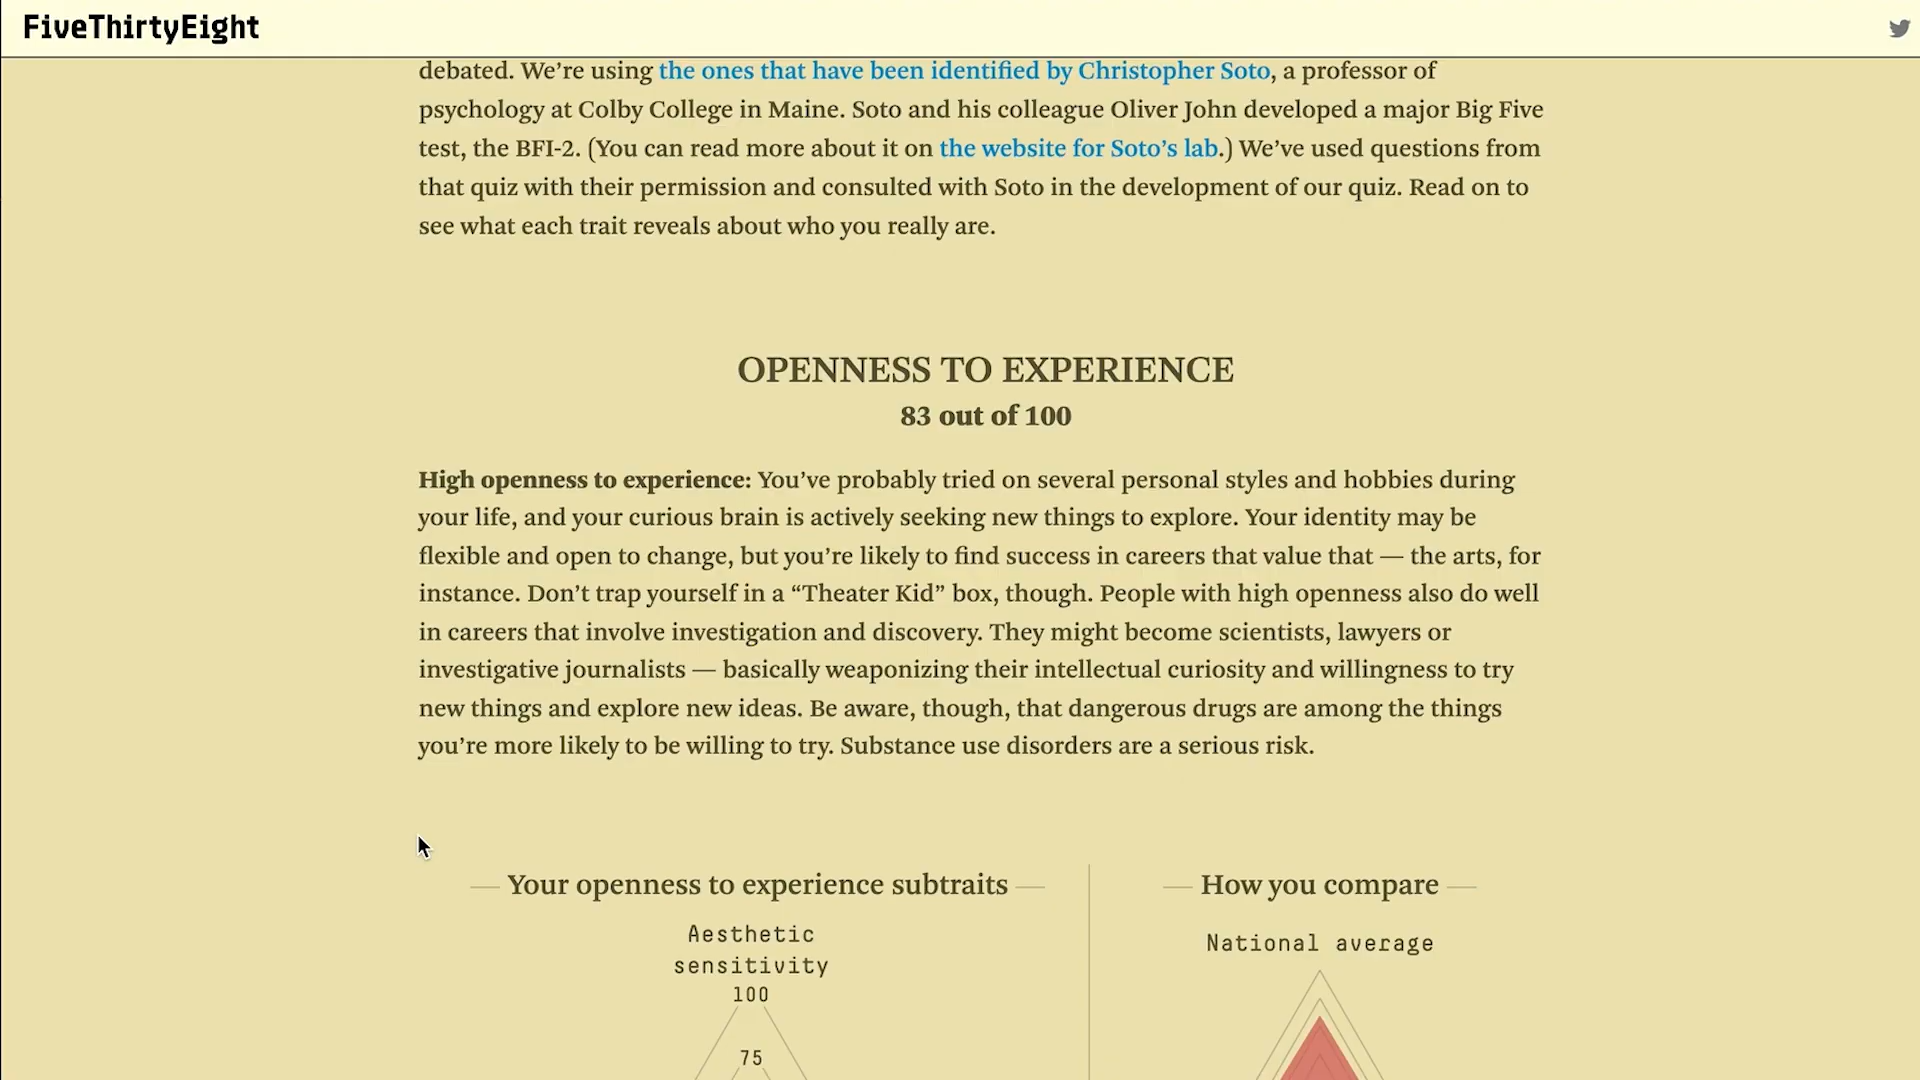 FiveThirtyEight
debated. We’re using the ones that have been identified by Christopher Soto, a professor of
psychology at Colby College in Maine. Soto and his colleague Oliver John developed a major Big Five
test, the BFI-2. (You can read more about it on the website for Soto’s lab.) We’ve used questions from
that quiz with their permission and consulted with Soto in the development of our quiz. Read on to
see what each trait reveals about who you really are.
OPENNESS TO EXPERIENCE
83 out of 100
High openness to experience: You’ve probably tried on several personal styles and hobbies during
your life, and your curious brain is actively seeking new things to explore. Your identity may be
flexible and open to change, but you’re likely to find success in careers that value that — the arts, for
instance. Don’t trap yourself in a “Theater Kid” box, though. People with high openness also do well
in careers that involve investigation and discovery. They might become scientists, lawyers or
investigative journalists — basically weaponizing their intellectual curiosity and willingness to try
new things and explore new ideas. Be aware, though, that dangerous drugs are among the things
you’re more likely to be willing to try. Substance use disorders are a serious risk.
Your openness to experience subtraits
Aesthetic
sensitivity
100
75
How you compare
National average